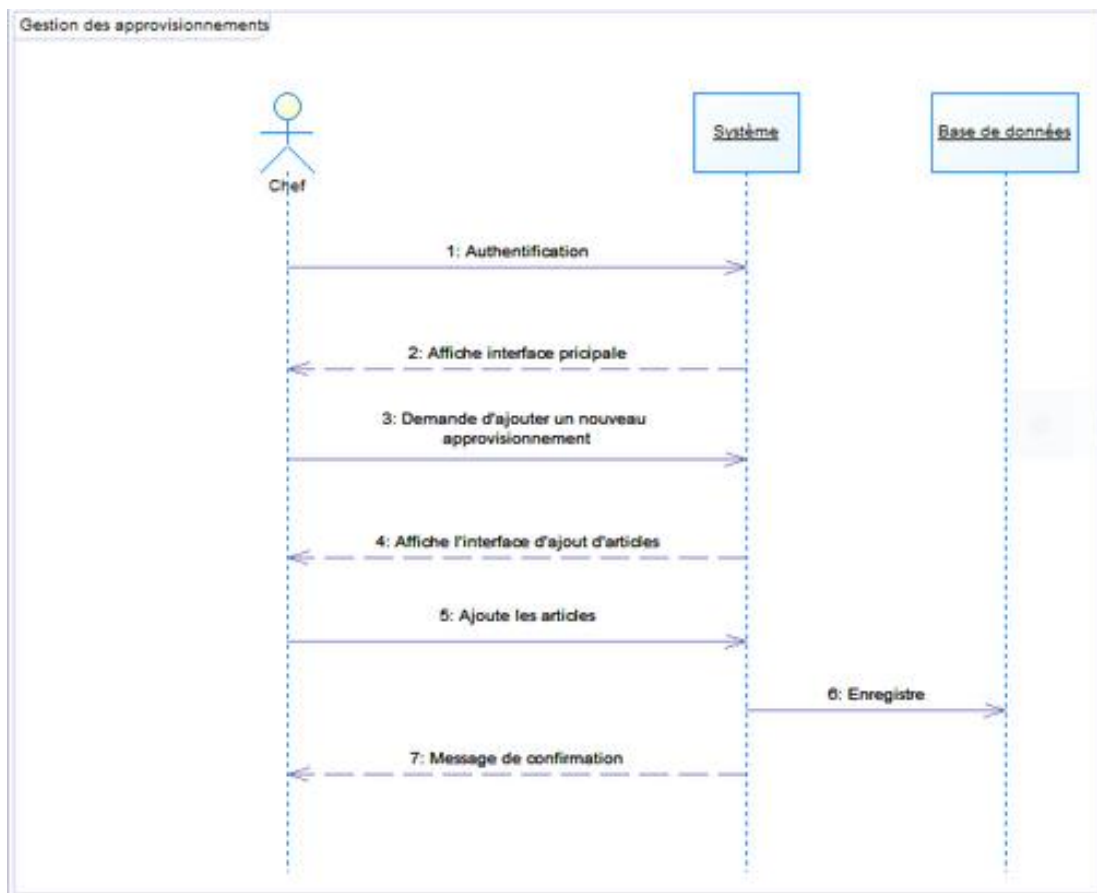 Gestion des approvisionnements
Système
Base de données
Chef
1: Authentification
2: Affiche interface pricipale
3: Demande d'ajouter un nouveau
approvisionnement
4: Affiche l'interface d'ajout d'articles
5: Ajoute les articles
6: Enregistre
7: Message de confirmation